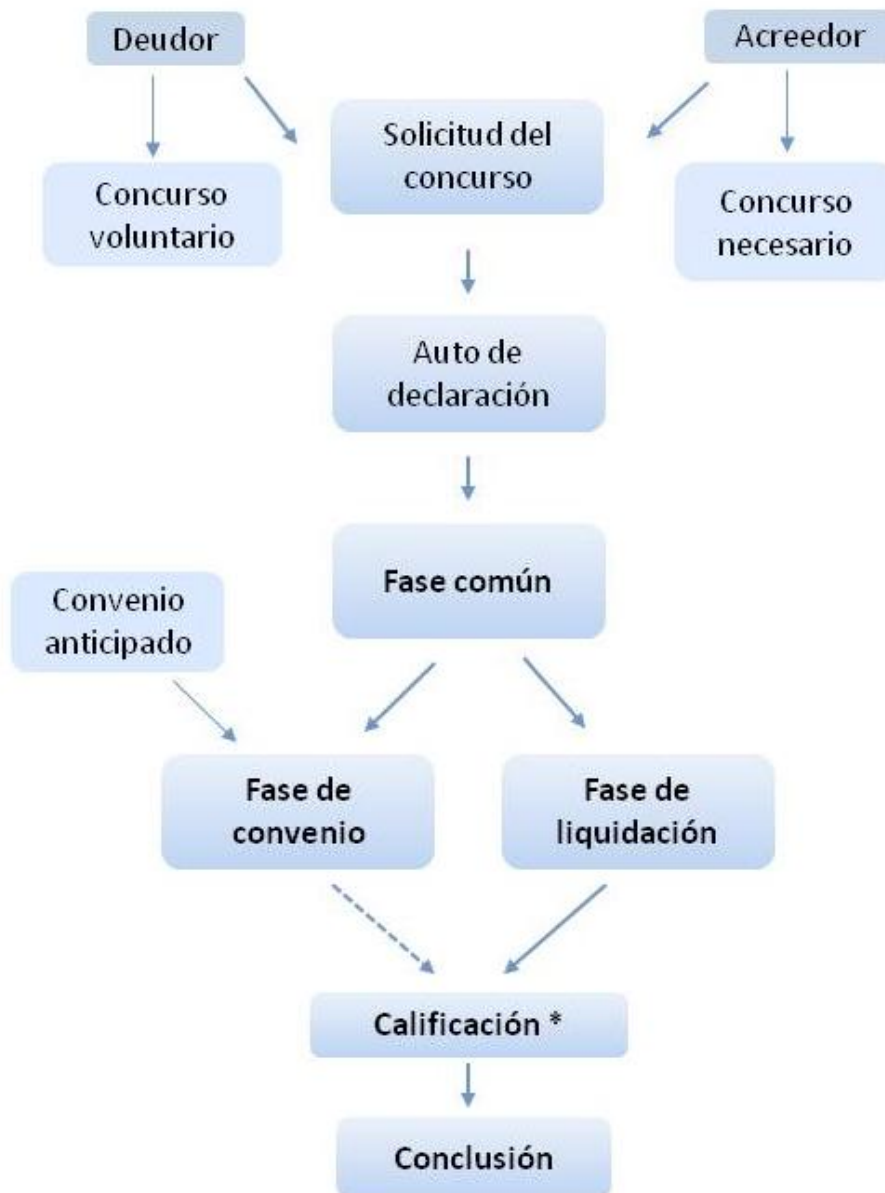 Deudor
Acreedor
Solicitud del
concurso
Concurso
voluntario
Concurso
necesario
Auto de
declaración
Fase común
Convenio
anticipado
Fase de
convenio
Fase de
liquidación
Calificación *
Conclusión